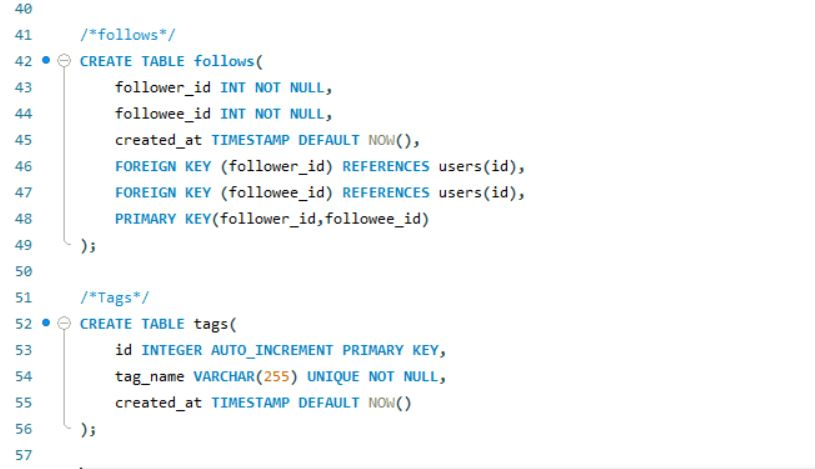 40
41 /*follows*/
42 CREATE TABLE follows(
43 follower_id INT NOT NULL,
44 followee_id INT NOT NULL,
45 created_at TIMESTAMP DEFAULT NOW(),
46 FOREIGN KEY (follower_id) REFERENCES users(id),
47 FOREIGN KEY (followee_id) REFERENCES users(id),
48 PRIMARY KEY(follower_id,followee_id)
49 );
50
51 /*Tags*/
52 CREATE TABLE tags(
53 id INTEGER AUTO_INCREMENT PRIMARY KEY,
54 tag_name VARCHAR(255) UNIQUE NOT NULL,
55 created_at TIMESTAMP DEFAULT NOW()
56 );
57